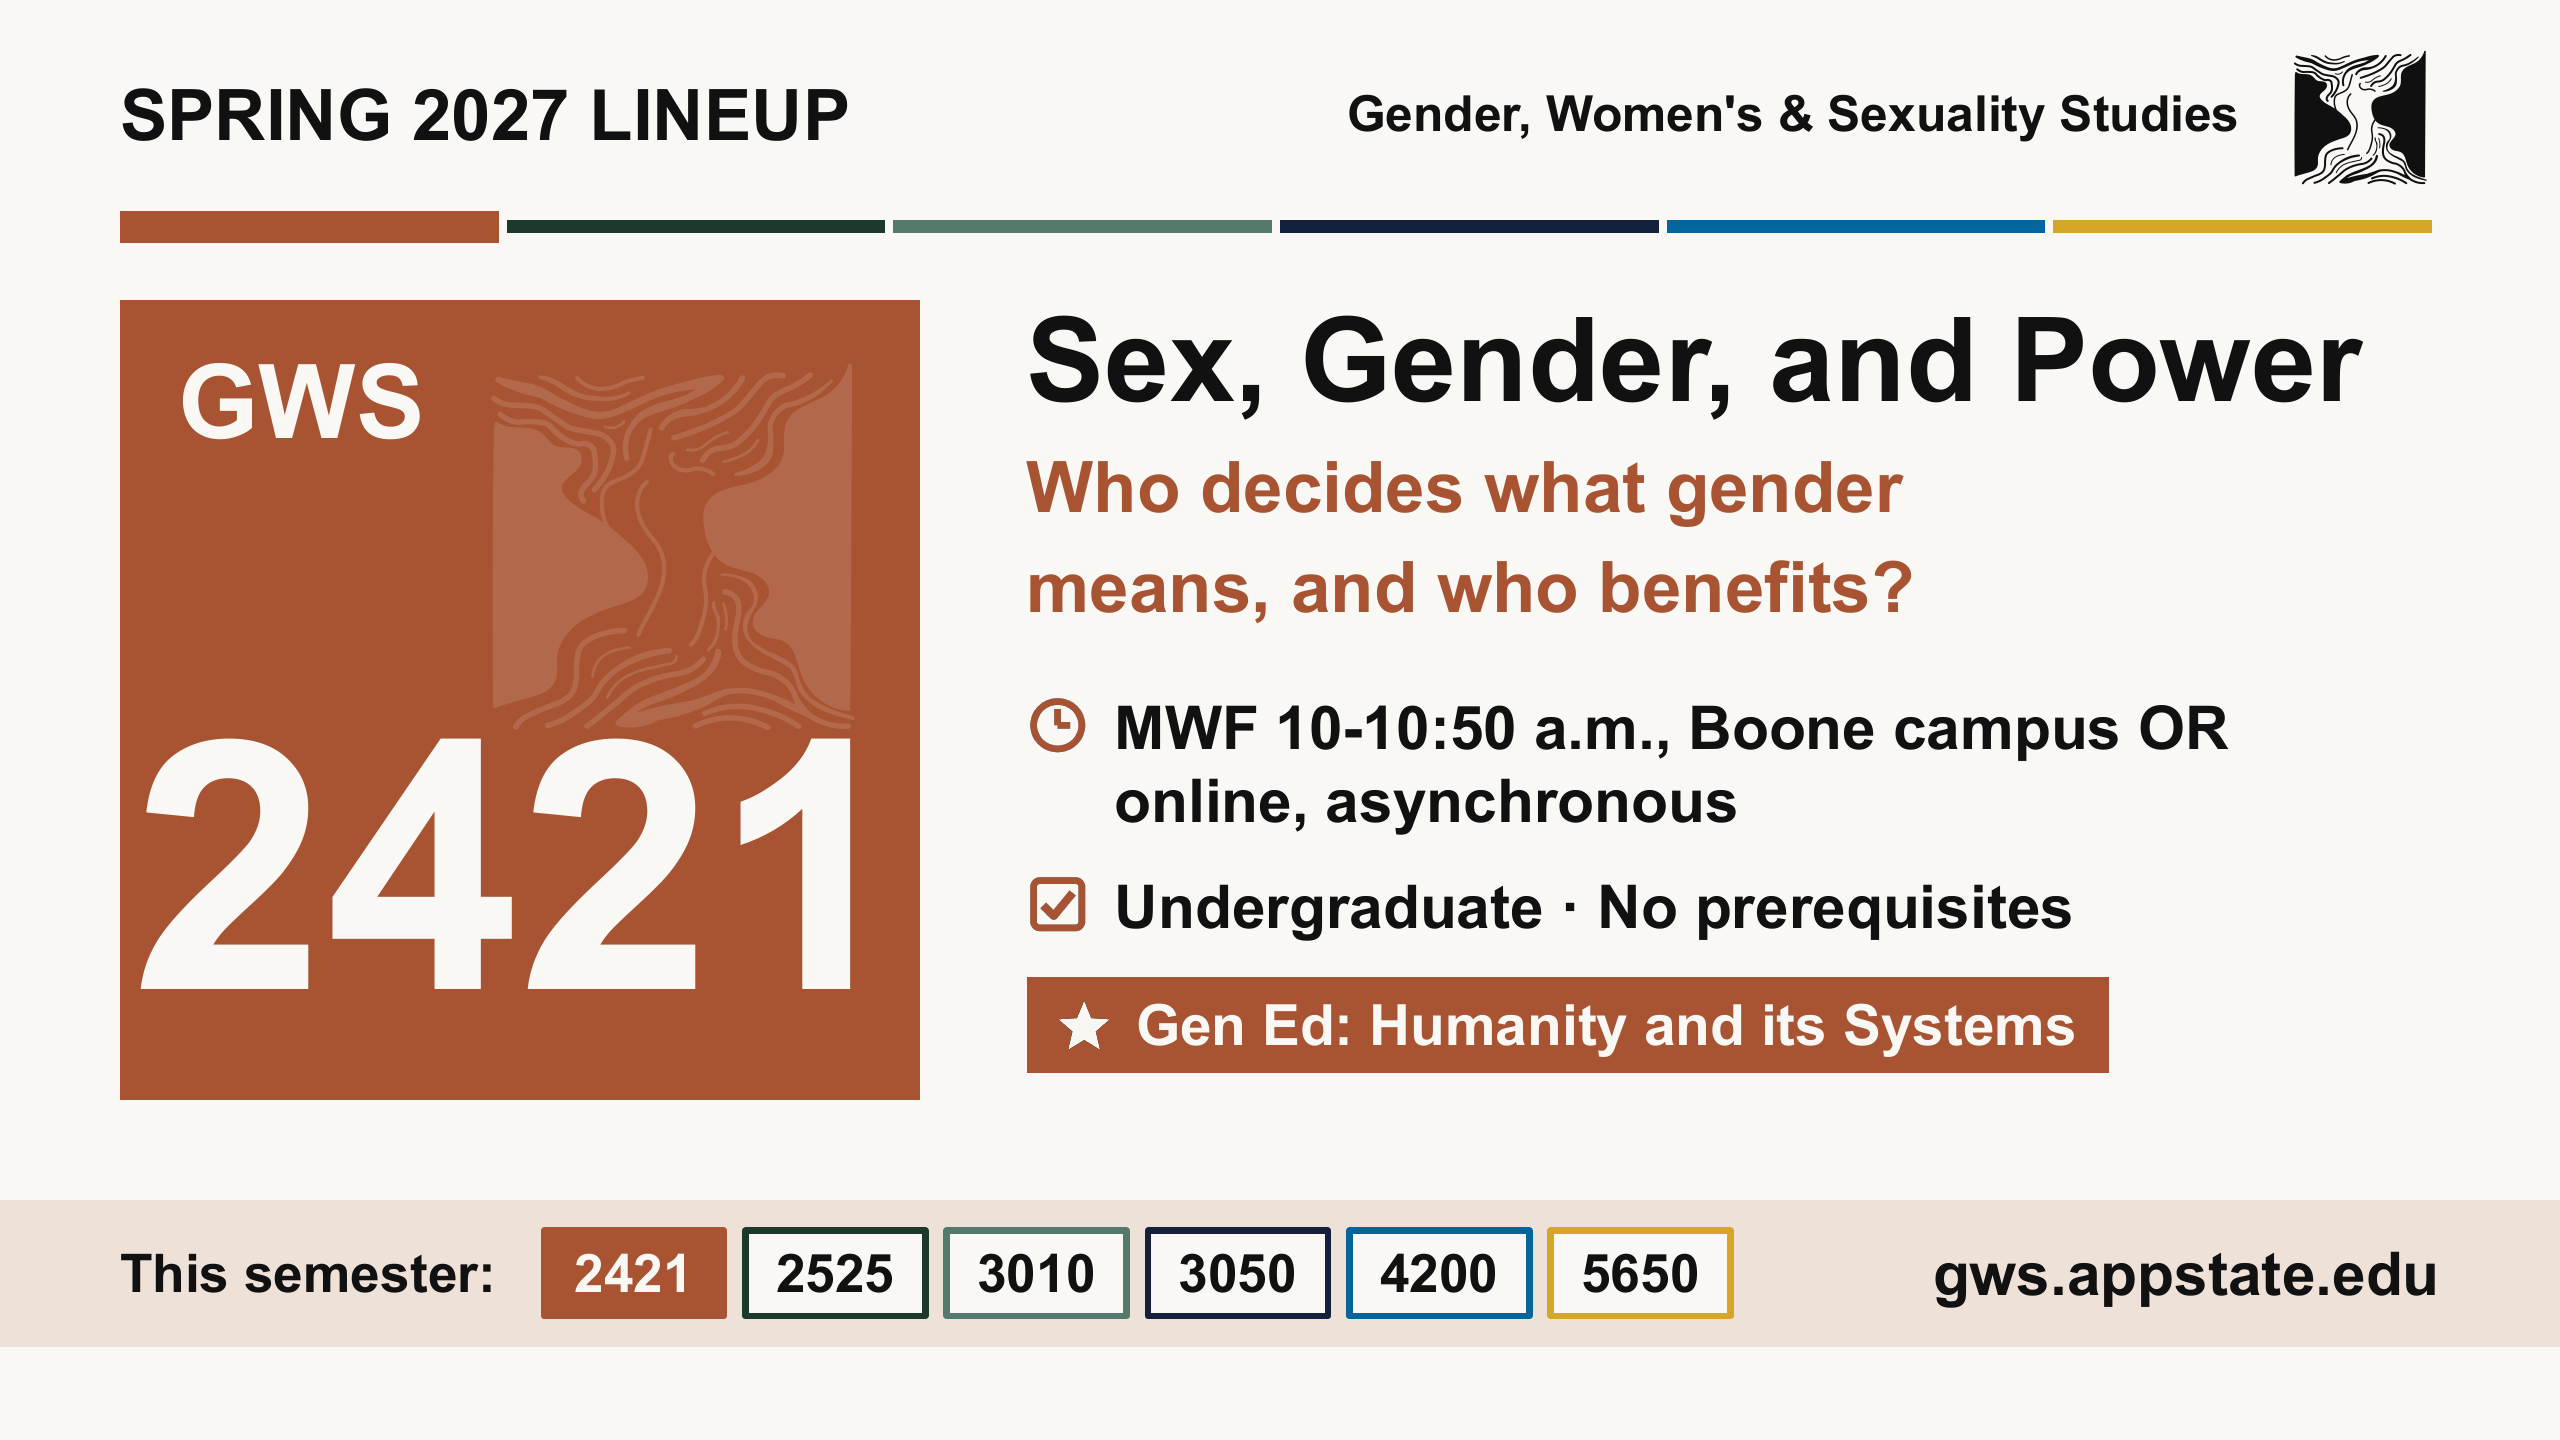 SPRING 2027 LINEUP
Gender, Women's & Sexuality Studies
GWS
2421
Sex, Gender, and Power
Who decides what gender
means, and who benefits?
MWF 10-10:50 a.m., Boone campus OR
online, asynchronous
Undergraduate · No prerequisites
Gen Ed: Humanity and its Systems
This semester: 2421 2525 3010 3050 4200 5650
gws.appstate.edu